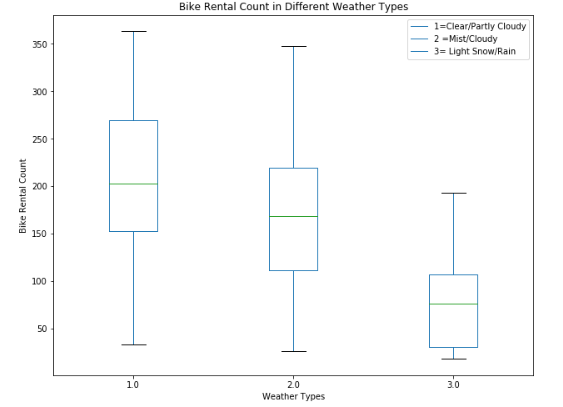 Bike Rental Count in Different Weather Types
1=Clear/Partly Cloudy
2 =Mist/Cloudy
3= Light Snow/Rain
350
300
250
200
150
100
50
Bike Rental Count
1.0 2.0 3.0
Weather Types